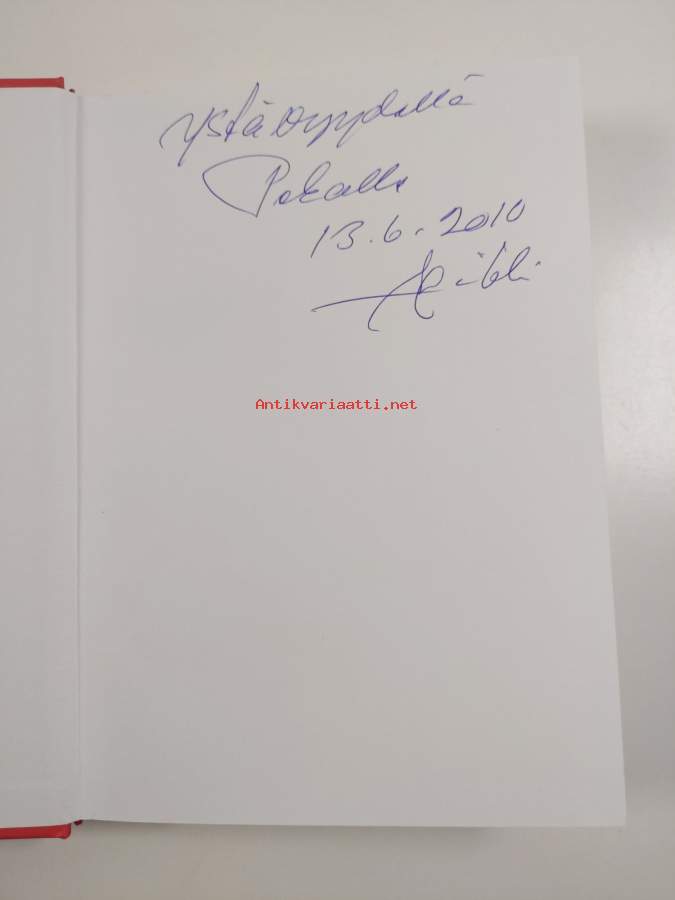 Ystävyydellä
Pekalle
13.6.2010
Antikvariaatti.net